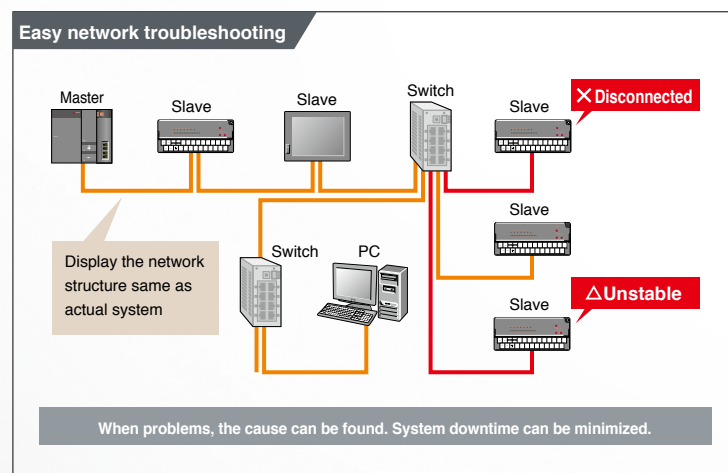 Easy network troubleshooting
Master
Slave
Slave
Switch
Slave
✕ Disconnected
Slave
Display the network
structure same as
actual system
Switch
PC
Slave
△Unstable
When problems, the cause can be found. System downtime can be minimized.